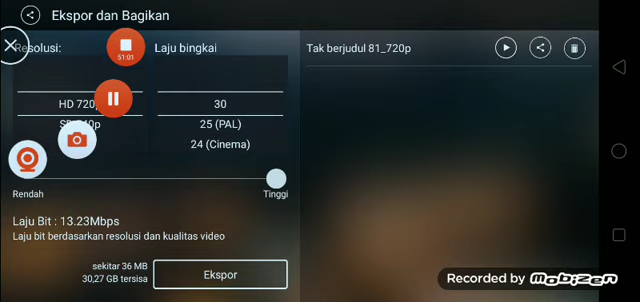 Ekspor dan Bagikan
Resolusi:
Laju bingkai
51:01
HD 720p
30
25 (PAL)
24 (Cinema)
Rendah
Tinggi
Laju Bit : 13.23Mbps
Laju bit berdasarkan resolusi dan kualitas video
sekitar 36 MB
30,27 GB tersisa
Ekspor
Tak berjudul 81_720p
Recorded by mobizen